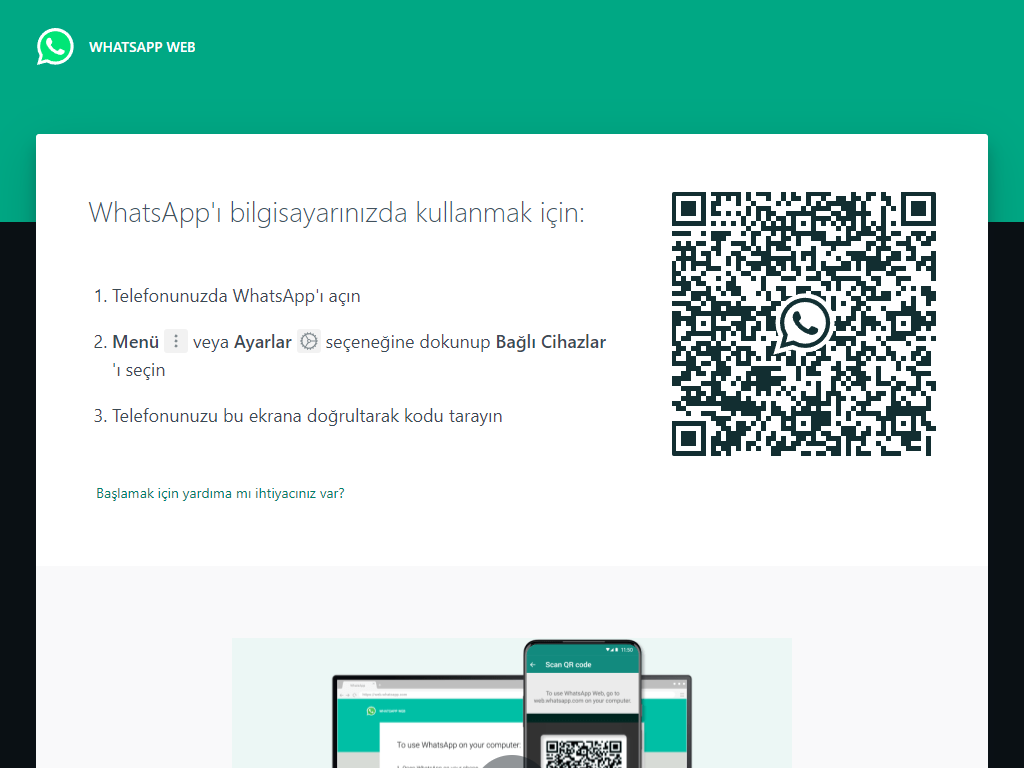 WHATSAPP WEB
WhatsApp'ı bilgisayarınızda kullanmak için:
1. Telefonunuzda WhatsApp'ı açın
2. Menü veya Ayarlar seçeneğine dokunup Bağlı Cihazlar
'ı seçin
3. Telefonunuzu bu ekrana doğrultarak kodu tarayın
Başlamak için yardıma mı ihtiyacınız var?
11:50
Scan QR code
To use WhatsApp Web, go to
web.whatsapp.com on your computer.
WHATSAPP WEB
To use WhatsApp on your computer: